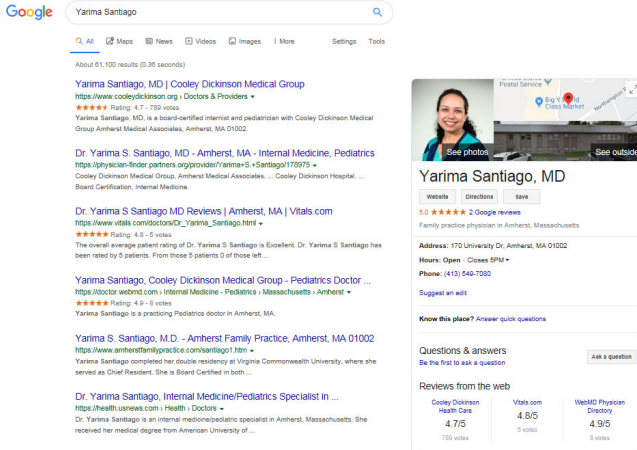 Google
Yarima Santiago
All Maps News Videos Images More Settings Tools
About 61,100 results (0.36 seconds)
Yarima Santiago, MD | Cooley Dickinson Medical Group
https://www.cooleydickinson.org › Doctors & Providers
Rating: 4.7 - 789 votes
Yarima Santiago, MD, is a board-certified internist and pediatrician with Cooley Dickinson Medical
Group Amherst Medical Associates, Amherst, MA 01002.
Dr. Yarima S. Santiago, MD - Amherst, MA - Internal Medicine, Pediatrics
https://physician-finder.partners.org/provider/Yarima+S.+Santiago/178975
Cooley Dickinson Medical Group, Amherst Medical Associates. ... Cooley Dickinson Hospital. ...
Board Certification, Internal Medicine.
Dr. Yarima S Santiago MD Reviews | Amherst, MA | Vitals.com
https://www.vitals.com/doctors/Dr_Yarima_Santiago.html
Rating: 4.8 - 5 votes
The overall average patient rating of Dr. Yarima S Santiago is Excellent. Dr. Yarima S Santiago has
been rated by 5 patients. From those 5 patients 0 of those left ...
Yarima Santiago, Cooley Dickinson Medical Group - Pediatrics Doctor ...
https://doctor.webmd.com › Internal Medicine - Pediatrics › Massachusetts › Amherst
Rating: 4.9 - 8 votes
Yarima Santiago is a practicing Pediatrics doctor in Amherst, MA.
Yarima S. Santiago, M.D. - Amherst Family Practice, Amherst, MA 01002
https://www.amherstfamilypractice.com/santiago1.htm
Yarima Santiago completed her double residency at Virginia Commonwealth University, where she
served as Chief Resident. She is Board Certified in both ...
Dr. Yarima Santiago, Internal Medicine/Pediatrics Specialist in ...
https://health.usnews.com › Health › Doctors
Dr. Yarima Santiago is an internal medicine/pediatric specialist in Amherst, Massachusetts. She
received her medical degree from American University of ...
Postal Service
Big Y World
Class Market
Northampton
See photos
See outside
Yarima Santiago, MD
Website Directions Save
5.0 2 Google reviews
Family practice physician in Amherst, Massachusetts
Address: 170 University Dr, Amherst, MA 01002
Hours: Open · Closes 5PM
Phone: (413) 549-7080
Suggest an edit
Know this place? Answer quick questions
Questions & answers
Be the first to ask a question
Ask a question
Reviews from the web
Cooley Dickinson Vitals.com WebMD Physician
Health Care Directory
4.7/5 4.8/5 4.9/5
789 votes 5 votes 8 votes